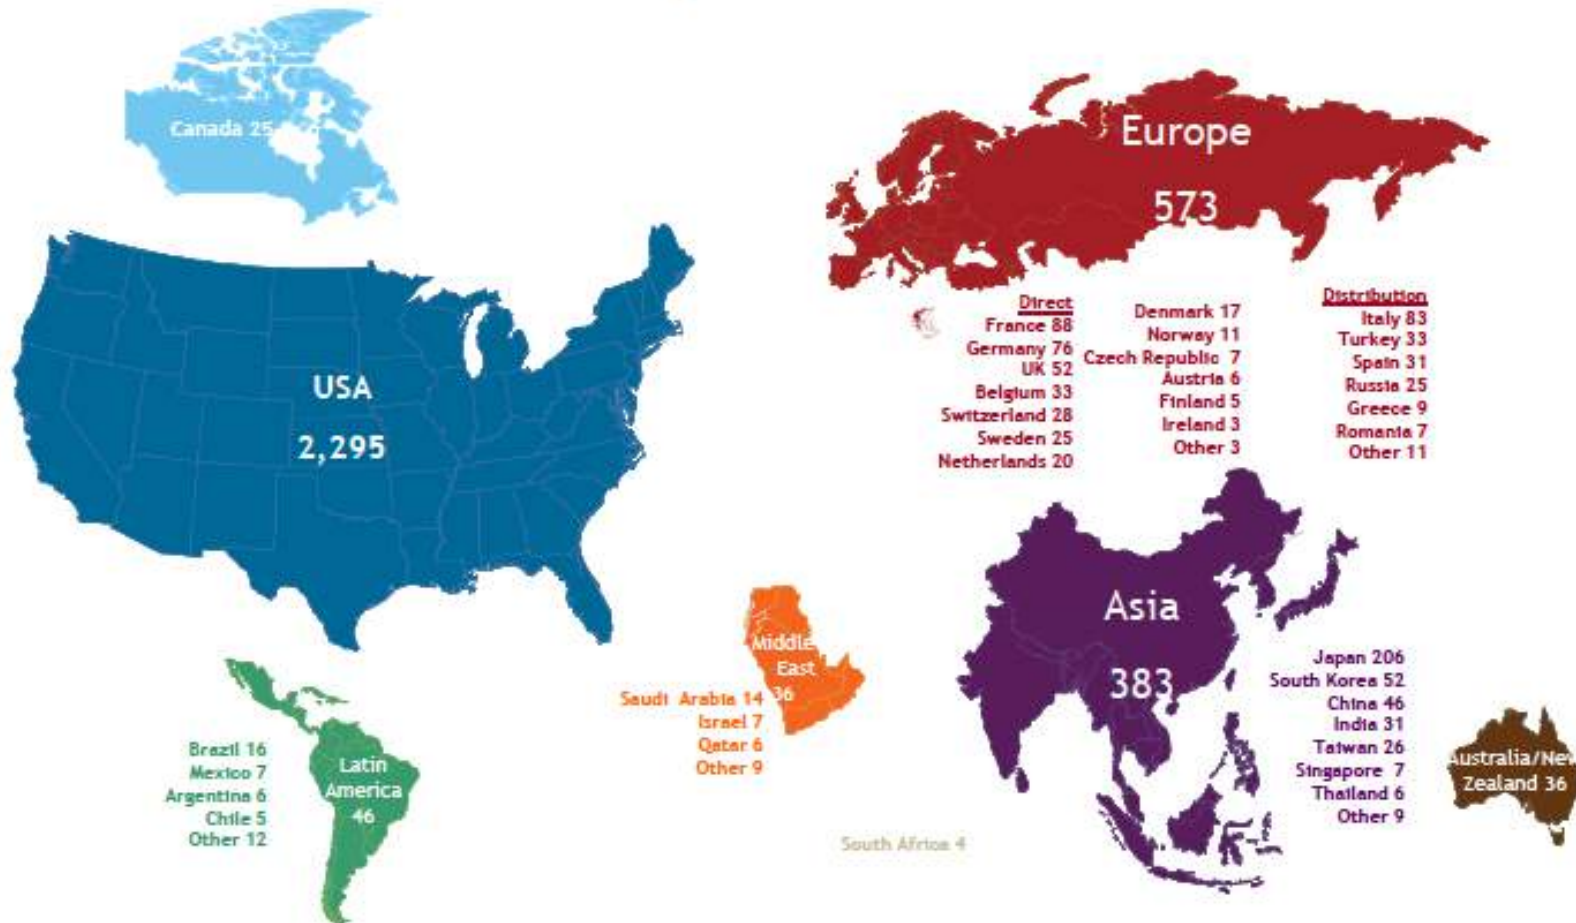 Canada 25
USA
2,295
Europe
573
Direct
France 88
Germany 76
UK 52
Belgium 33
Switzerland 28
Sweden 25
Netherlands 20
Denmark 17
Norway 11
Czech Republic 7
Austria 6
Finland 5
Ireland 3
Other 3
Distribution
Italy 83
Turkey 33
Spain 31
Russia 25
Greece 9
Romania 7
Other 11
Middle
East
36
Saudi Arabia 14
Israel 7
Qatar 6
Other 9
Asia
383
Japan 206
South Korea 52
China 46
India 31
Taiwan 26
Singapore 7
Thailand 6
Other 9
Australia/New
Zealand 36
Brazil 16
Mexico 7
Argentina 6
Chile 5
Other 12
Latin
America
46
South Africa 4